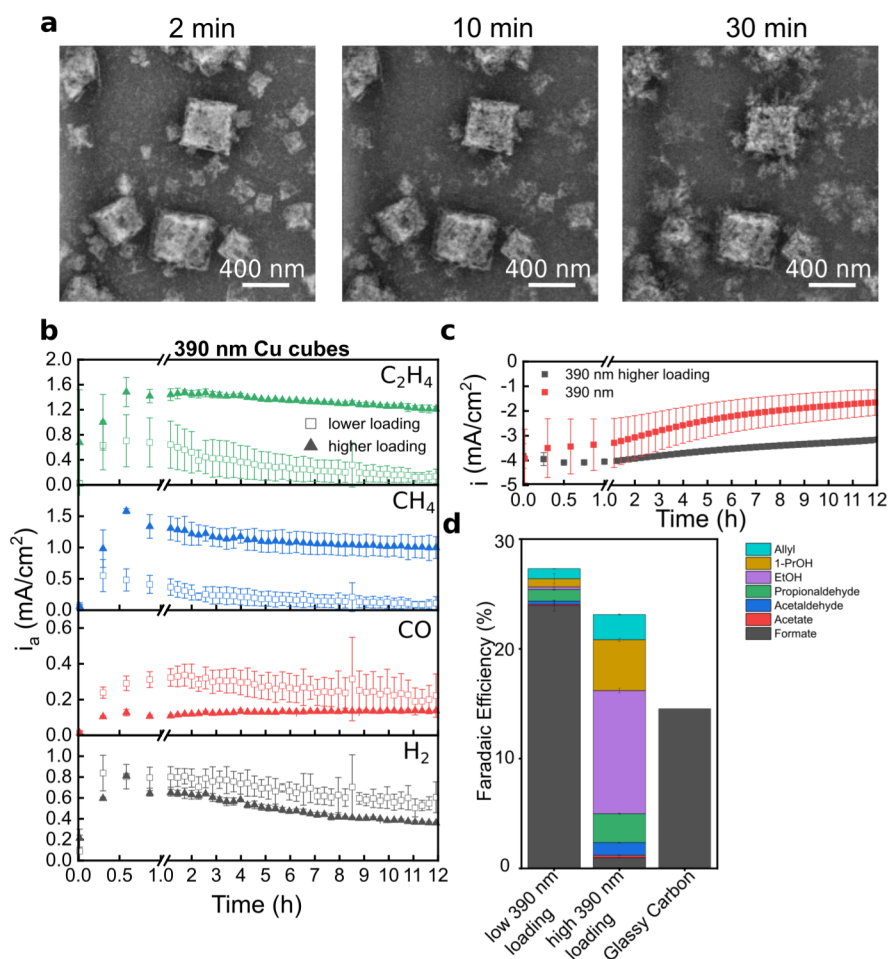 a
2 min
10 min
30 min
400 nm
400 nm
400 nm
b
390 nm Cu cubes
2.0
1.6
1.2
0.8
0.4
0.0
C2H4
lower loading
higher loading
1.5
1.0
0.5
0.0
CH4
0.6
0.4
0.2
0.0
CO
1.0
0.8
0.6
0.4
0.2
0.0
H2
ia (mA/cm²)
0.0 0.5 1.0 2 3 4 5 6 7 8 9 10 11 12
Time (h)
c
0
-1
-2
-3
-4
-5
i (mA/cm²)
390 nm higher loading
390 nm
0.0 0.5 1.0 2 3 4 5 6 7 8 9 10 11 12
Time (h)
d
30
20
10
0
Faradaic Efficiency (%)
low 390 nm
loading
high 390 nm
loading
Glassy Carbon
Allyl
1-PrOH
EtOH
Propionaldehyde
Acetaldehyde
Acetate
Formate